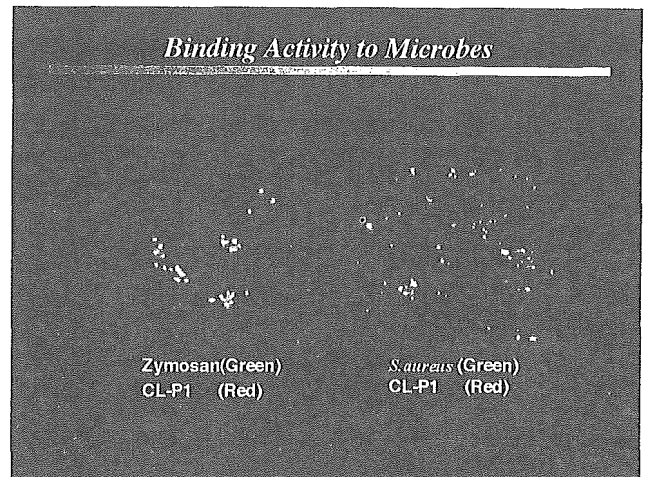 Binding Activity to Microbes
Zymosan(Green)
CL-P1 (Red)
S.aureus (Green)
CL-P1 (Red)